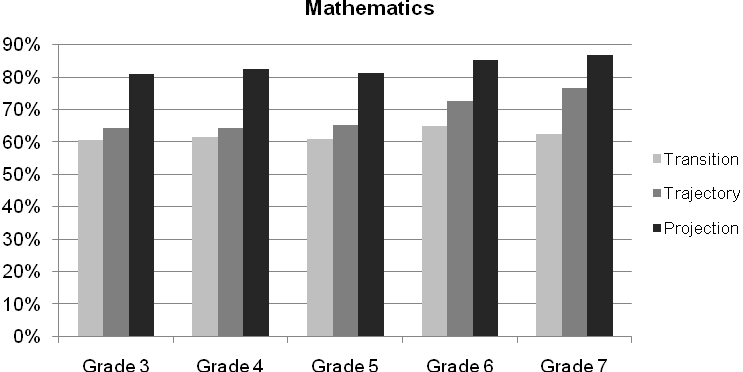 Mathematics
90%
80%
70%
60%
50%
40%
30%
20%
10%
0%
Grade 3 Grade 4 Grade 5 Grade 6 Grade 7
Transition
Trajectory
Projection